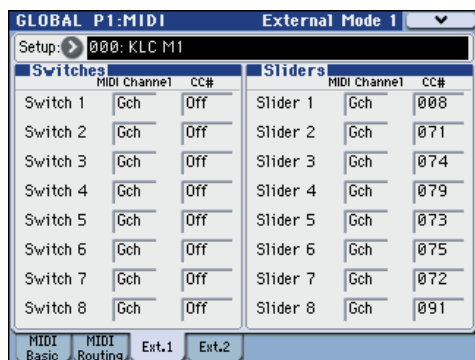 GLOBAL P1:MIDI External Mode 1
Setup: 000: KLC M1
Switches Sliders
MIDI Channel CC# MIDI Channel CC#
Switch 1 Gch Off Slider 1 Gch 008
Switch 2 Gch Off Slider 2 Gch 071
Switch 3 Gch Off Slider 3 Gch 074
Switch 4 Gch Off Slider 4 Gch 079
Switch 5 Gch Off Slider 5 Gch 073
Switch 6 Gch Off Slider 6 Gch 075
Switch 7 Gch Off Slider 7 Gch 072
Switch 8 Gch Off Slider 8 Gch 091
MIDI Basic MIDI Routing Ext.1 Ext.2